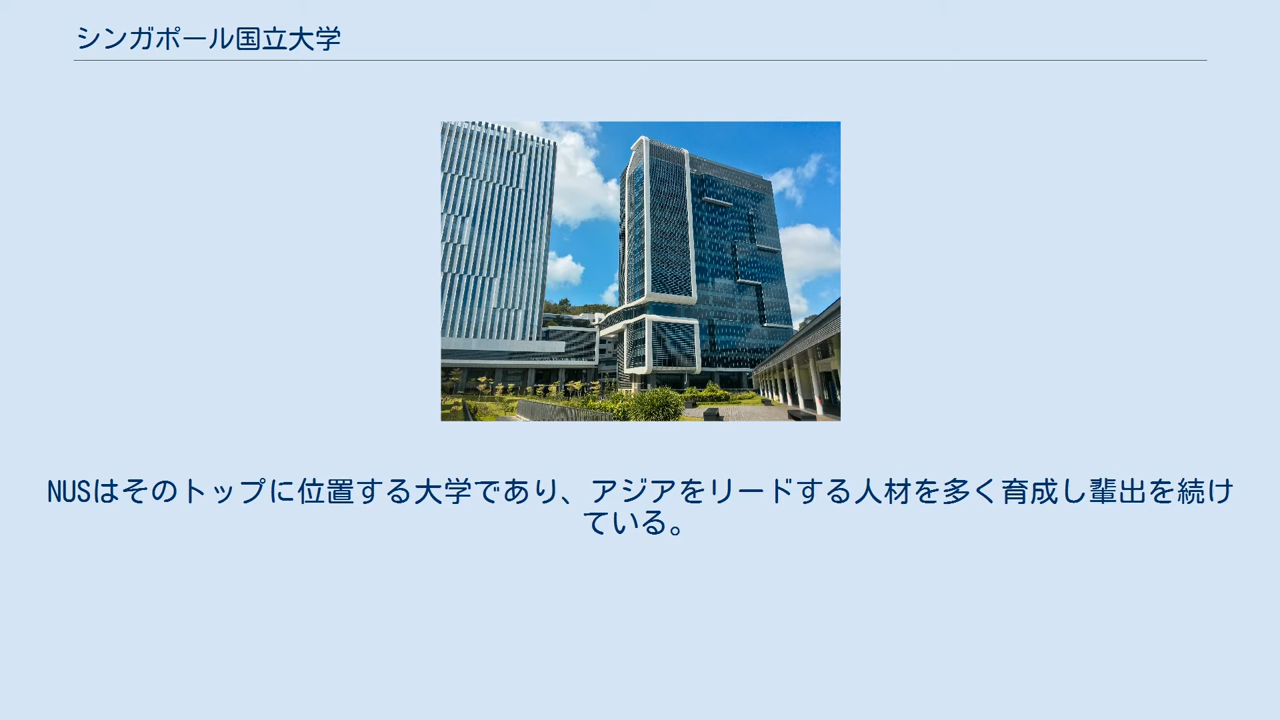 シンガポール国立大学
NUSはそのトップに位置する大学であり、アジアをリードする人材を多く育成し輩出を続け
ている。